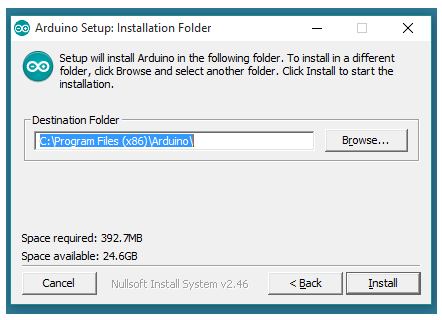 Arduino Setup: Installation Folder
Setup will install Arduino in the following folder. To install in a different
folder, click Browse and select another folder. Click Install to start the
installation.
Destination Folder
C:\Program Files (x86)\Arduino\
Browse...
Space required: 392.7MB
Space available: 24.6GB
Cancel
Nullsoft Install System v2.46
< Back
Install